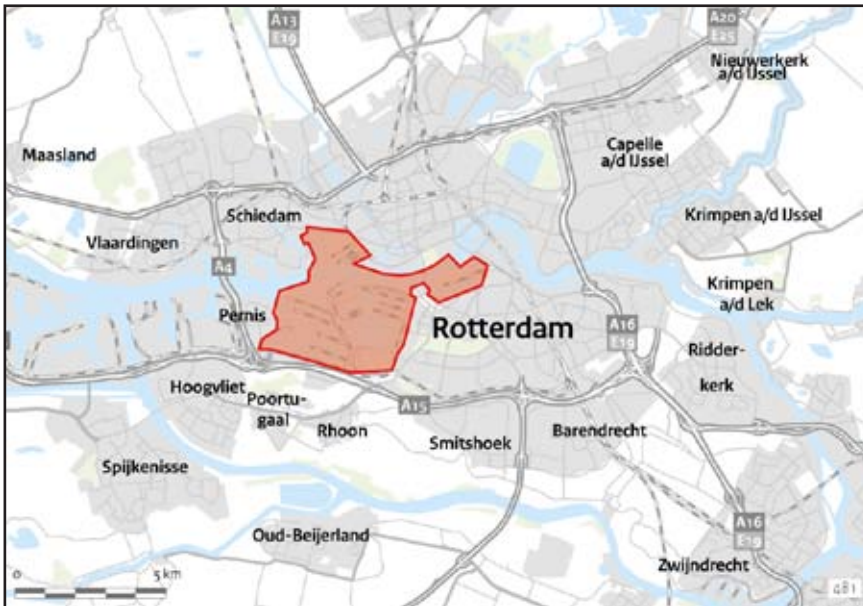 A13
E19
A20
E25
Nieuwerkerk
a/d IJssel
Maasland
Capelle
a/d IJssel
Schiedam
Krimpen a/d IJssel
Vlaardingen
A4
Krimpen
a/d Lek
Pernis
Rotterdam
A16
E19
Ridder-
kerk
Hoogvliet
Poortu-
gaal
A15
Rhoon
Smitshoek
Barendrecht
Spijkenisse
Oud-Beijerland
A16
E19
Zwijndrecht
0
5 km
481